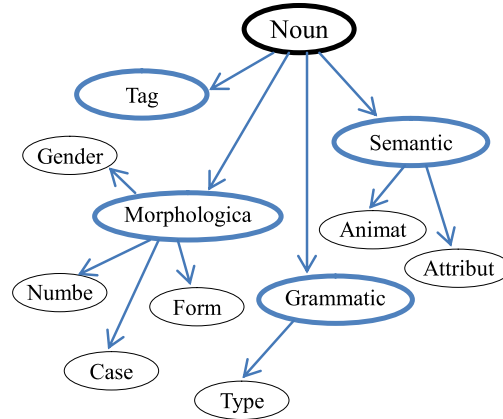 Noun
Tag
Semantic
Gender
Morphologica
Animat
Attribut
Numbe
Form
Grammatic
Case
Type